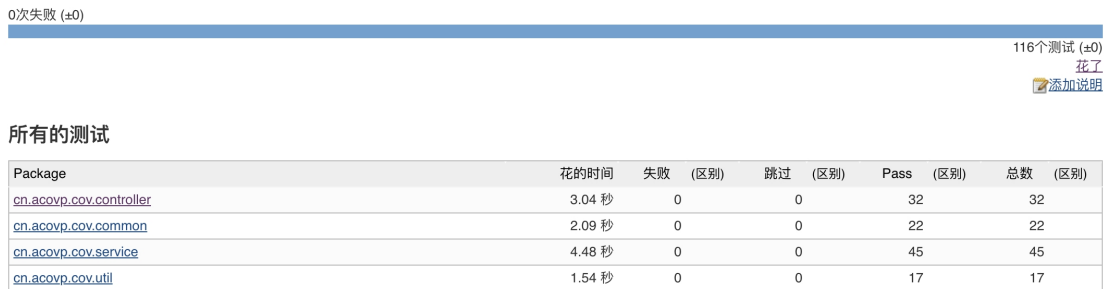 0次失败 (±0)
116个测试 (±0)
花了
添加说明
所有的测试
Package 花的时间 失败 (区别) 跳过 (区别) Pass (区别) 总数 (区别)
cn.acovp.cov.controller 3.04 秒 0 0 32 32
cn.acovp.cov.common 2.09 秒 0 0 22 22
cn.acovp.cov.service 4.48 秒 0 0 45 45
cn.acovp.cov.util 1.54 秒 0 0 17 17